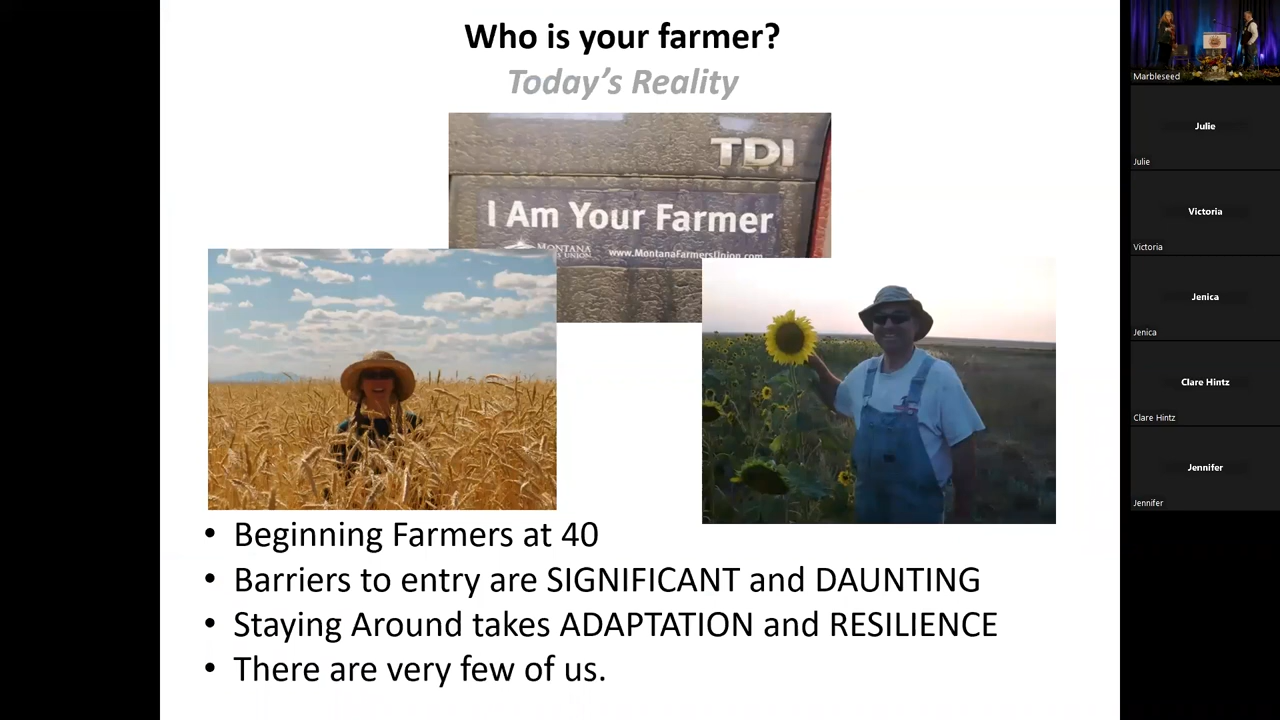 Who is your farmer?
Today's Reality
TDI
I Am Your Farmer
MONTANA
UNION
www.MontanaFarmersUnion.com
• Beginning Farmers at 40
• Barriers to entry are SIGNIFICANT and DAUNTING
• Staying Around takes ADAPTATION and RESILIENCE
• There are very few of us.
Marbleseed
Julie
Julie
Victoria
Victoria
Jenica
Jenica
Clare Hintz
Clare Hintz
Jennifer
Jennifer